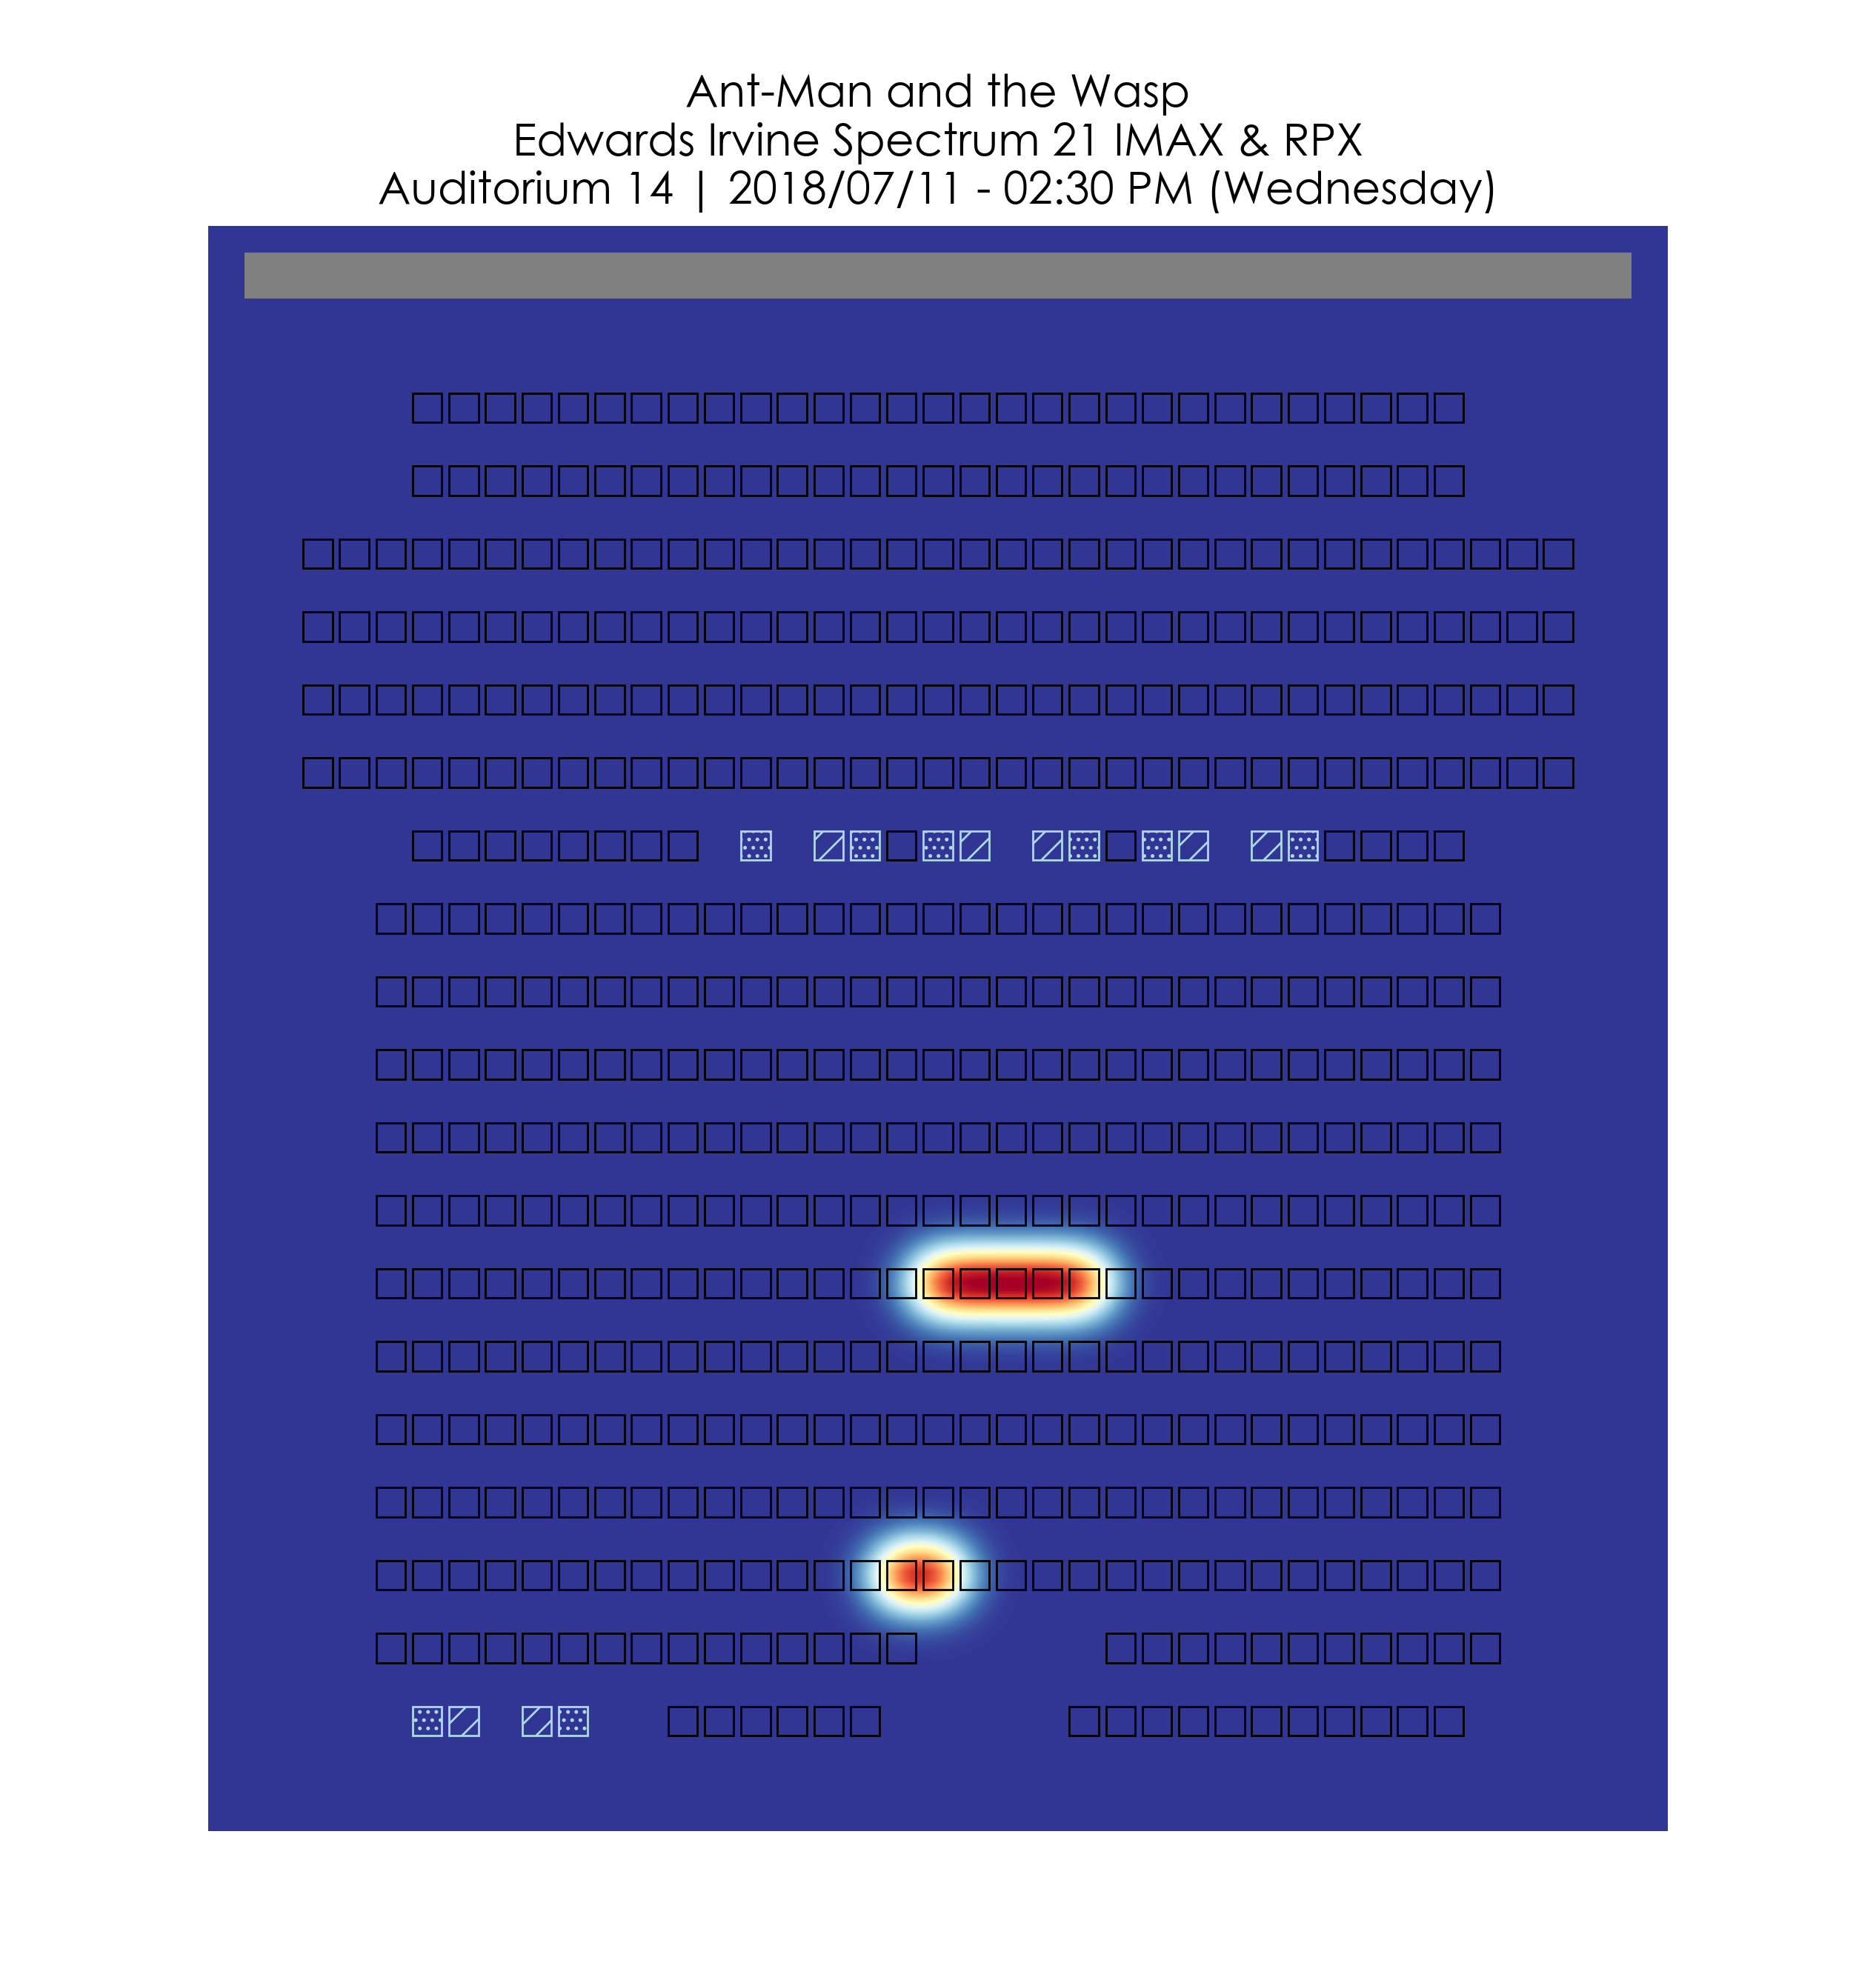 Ant-Man and the Wasp
Edwards Irvine Spectrum 21 IMAX & RPX
Auditorium 14 | 2018/07/11 - 02:30 PM (Wednesday)